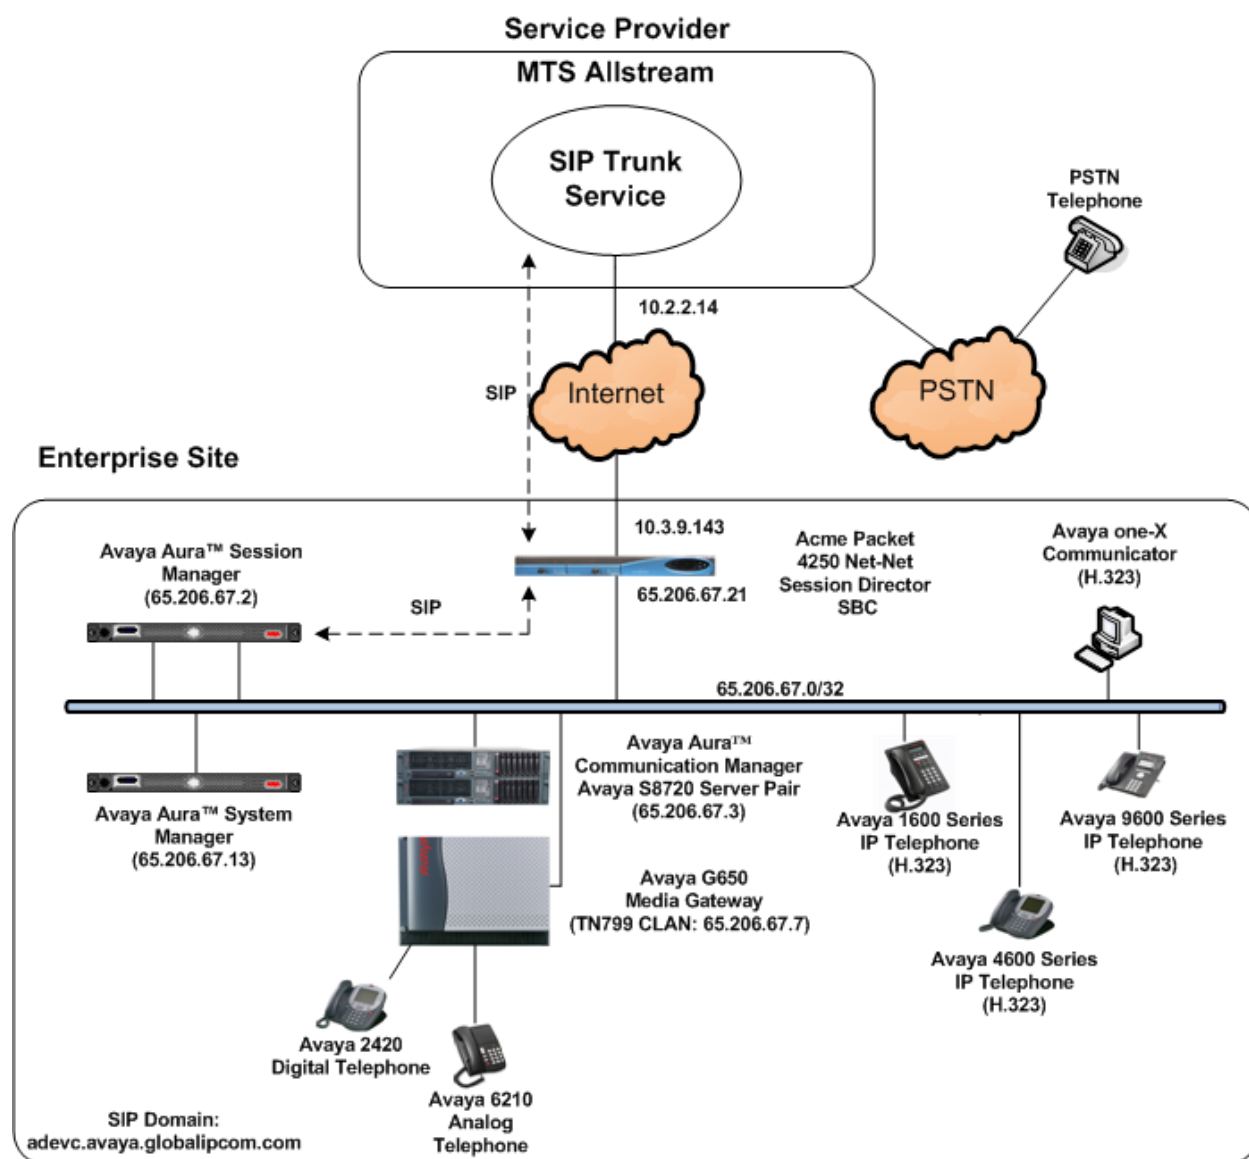 Service Provider
MTS Allstream
SIP Trunk
Service
PSTN
Telephone
10.2.2.14
SIP
Internet
PSTN
Enterprise Site
10.3.9.143
Avaya Aura™ Session
Manager
(65.206.67.2)
Acme Packet
4250 Net-Net
Session Director
SBC
Avaya one-X
Communicator
(H.323)
65.206.67.21
SIP
65.206.67.0/32
Avaya Aura™
Communication Manager
Avaya S8720 Server Pair
(65.206.67.3)
Avaya Aura™ System
Manager
(65.206.67.13)
Avaya 1600 Series
IP Telephone
(H.323)
Avaya 9600 Series
IP Telephone
(H.323)
AVAYA
Avaya G650
Media Gateway
(TN799 CLAN: 65.206.67.7)
Avaya 4600 Series
IP Telephone
(H.323)
Avaya 2420
Digital Telephone
Avaya 6210
Analog
Telephone
SIP Domain:
adevc.avaya.globalipcom.com